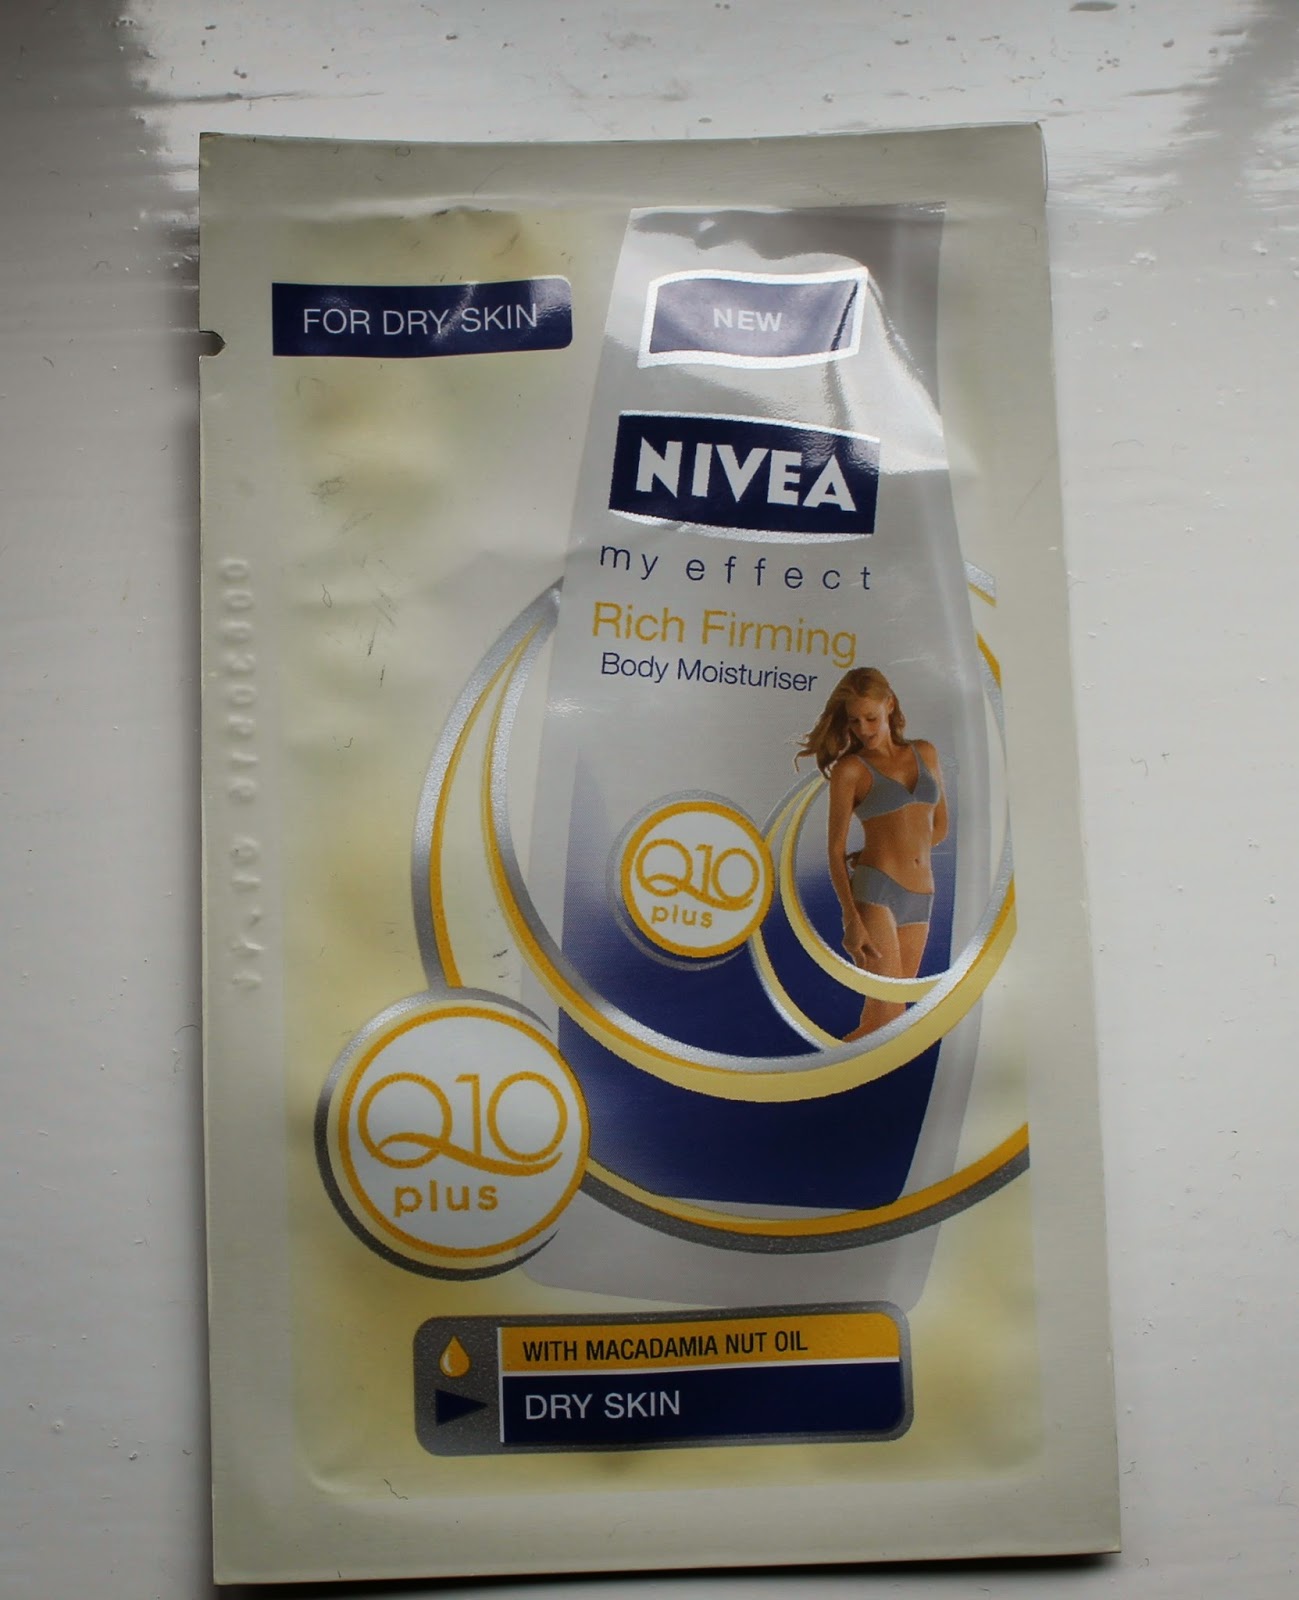 FOR DRY SKIN
NEW
NIVEA
my effect
Rich Firming
Body Moisturiser
Q10
plus
Q10
plus
WITH MACADAMIA NUT OIL
DRY SKIN